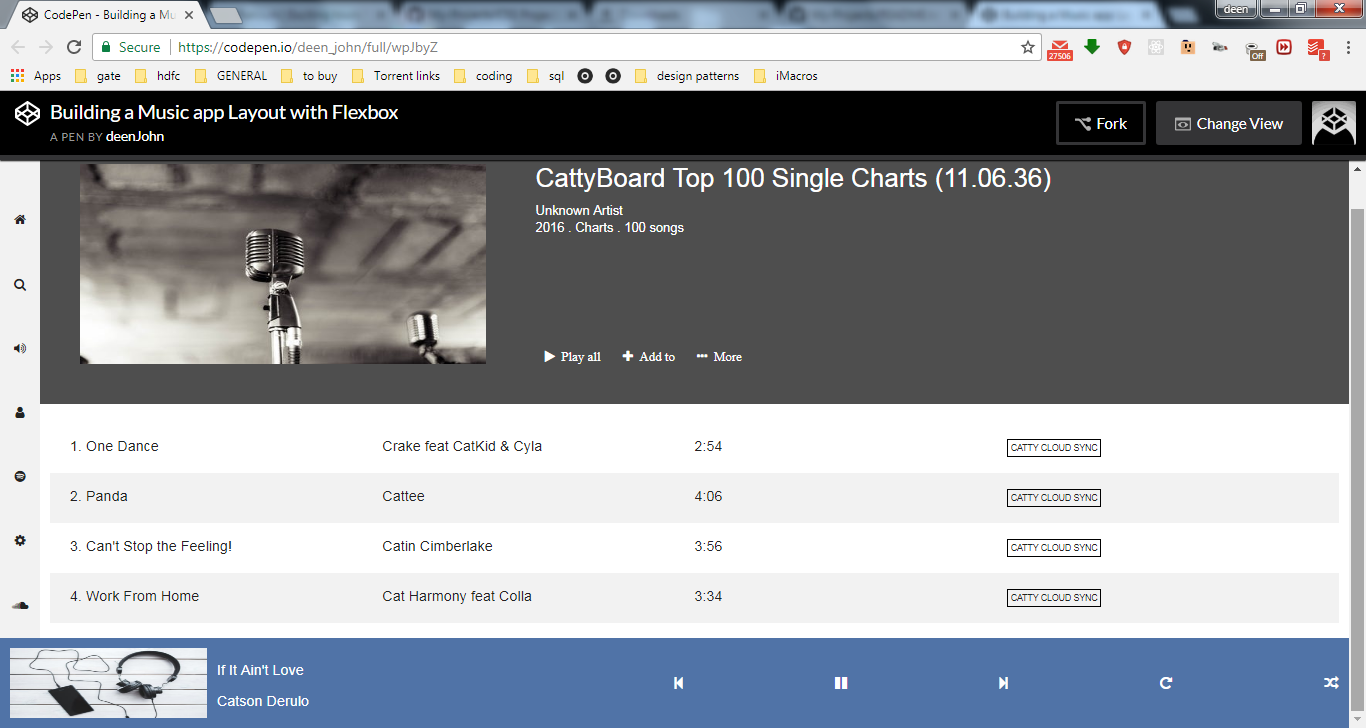 CodePen - Building a Mu
deen
Secure https://codepen.io/deen_john/full/wpJbyZ
27506
Off
?
Apps gate hdfc GENERAL to buy Torrent links coding sql design patterns iMacros
Building a Music app Layout with Flexbox
A PEN BY deenJohn
Fork
Change View
CattyBoard Top 100 Single Charts (11.06.36)
Unknown Artist
2016 . Charts . 100 songs
Play all Add to More
1. One Dance Crake feat CatKid & Cyla 2:54 CATTY CLOUD SYNC
2. Panda Cattee 4:06 CATTY CLOUD SYNC
3. Can't Stop the Feeling! Catin Cimberlake 3:56 CATTY CLOUD SYNC
4. Work From Home Cat Harmony feat Colla 3:34 CATTY CLOUD SYNC
If It Ain't Love
Catson Derulo